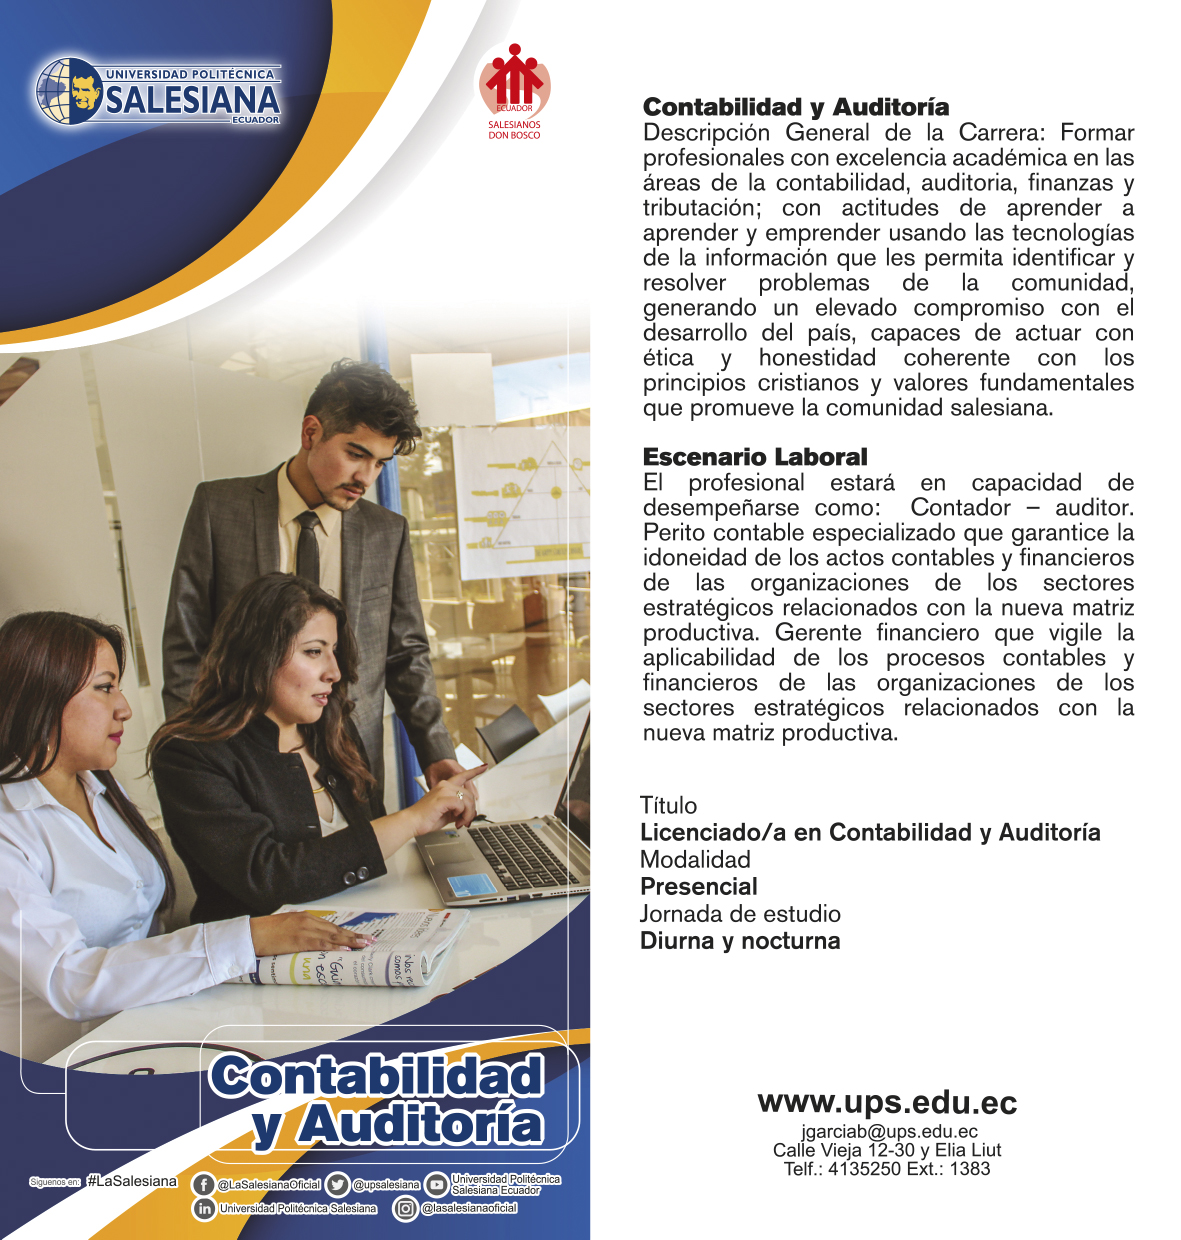 UNIVERSIDAD POLITÉCNICA
SALESIANA
ECUADOR
ECUADOR
SALESIANOS
DON BOSCO
Contabilidad
y Auditoría
Síguenos en: #LaSalesiana
@LaSalesianaOficial
@upsalesiana
Universidad Politécnica
Salesiana Ecuador
Universidad Politécnica Salesiana
@lasalesianaoficial
Contabilidad y Auditoría
Descripción General de la Carrera: Formar
profesionales con excelencia académica en las
áreas de la contabilidad, auditoria, finanzas y
tributación; con actitudes de aprender a
aprender y emprender usando las tecnologías
de la información que les permita identificar y
resolver problemas de la comunidad,
generando un elevado compromiso con el
desarrollo del país, capaces de actuar con
ética y honestidad coherente con los
principios cristianos y valores fundamentales
que promueve la comunidad salesiana.
Escenario Laboral
El profesional estará en capacidad de
desempeñarse como: Contador – auditor.
Perito contable especializado que garantice la
idoneidad de los actos contables y financieros
de las organizaciones de los sectores
estratégicos relacionados con la nueva matriz
productiva. Gerente financiero que vigile la
aplicabilidad de los procesos contables y
financieros de las organizaciones de los
sectores estratégicos relacionados con la
nueva matriz productiva.
Título
Licenciado/a en Contabilidad y Auditoría
Modalidad
Presencial
Jornada de estudio
Diurna y nocturna
www.ups.edu.ec
jgarciab@ups.edu.ec
Calle Vieja 12-30 y Elia Liut
Telf.: 4135250 Ext.: 1383